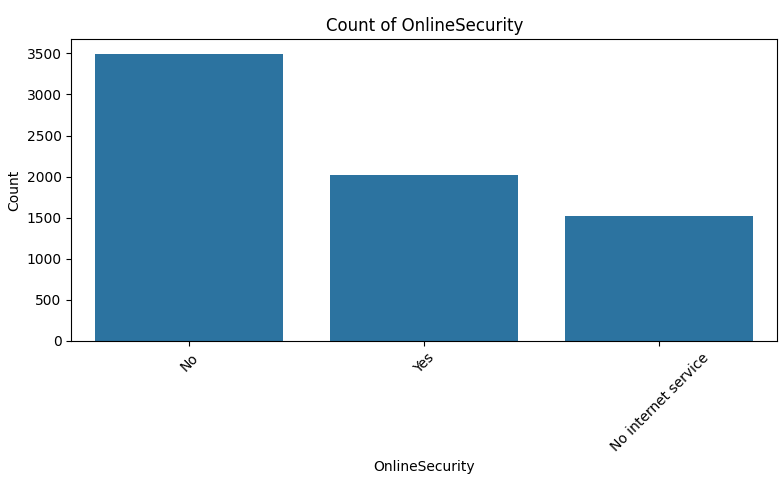 Count of OnlineSecurity
3500
3000
2500
2000
1500
1000
500
0
Count
No
Yes
No internet service
OnlineSecurity